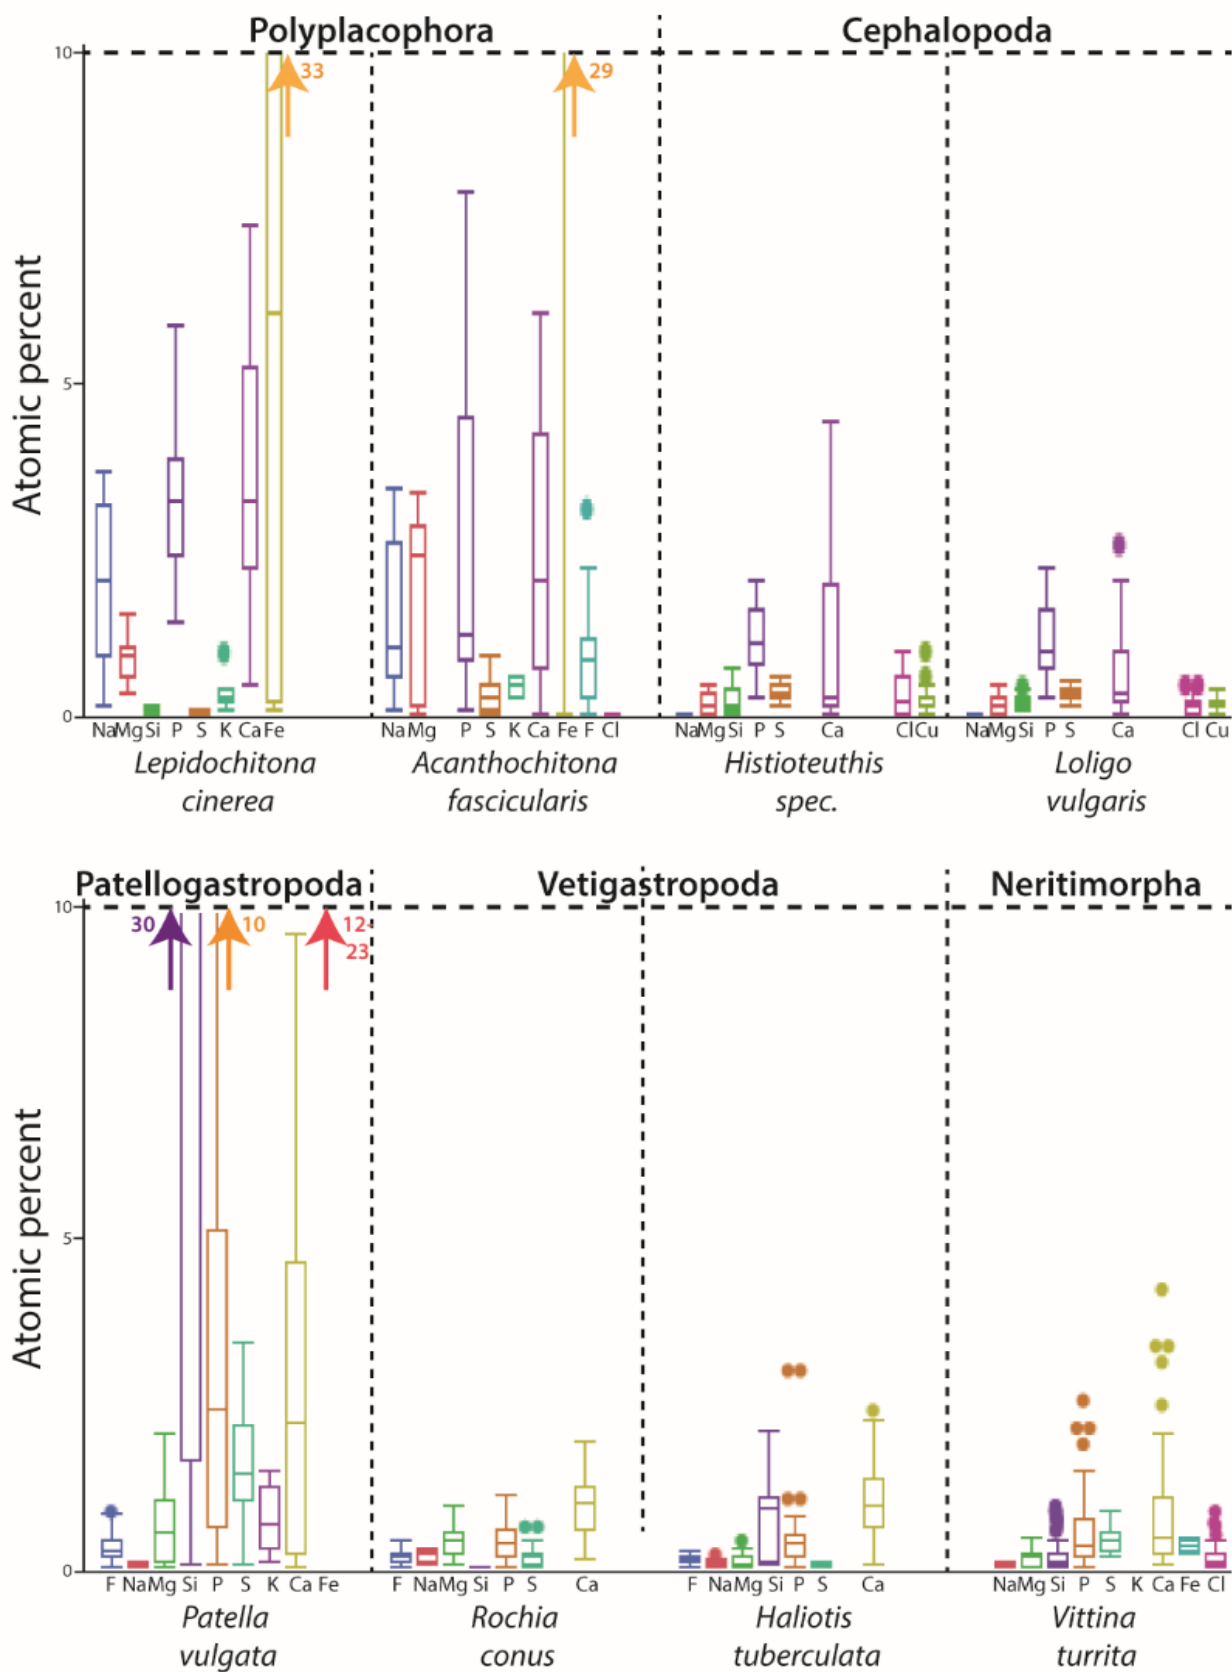 Polyplacophora Cephalopoda
10
33 29
Atomic percent
5
0
Na Mg Si P S K Ca Fe Na Mg P S K Ca Fe F Cl Na Mg Si P S Ca Cl Cu Na Mg Si P S Ca Cl Cu
Lepidochitona Acanthochitona Histioteuthis Loligo
cinerea fascicularis spec. vulgaris
Patellogastropoda Vetigastropoda Neritimorpha
10
30 10 12-
23
Atomic percent
5
0
F Na Mg Si P S K Ca Fe F Na Mg Si P S Ca F Na Mg Si P S Ca Na Mg Si P S K Ca Fe Cl
Patella Rochia Haliotis Vittina
vulgata conus tuberculata turrita